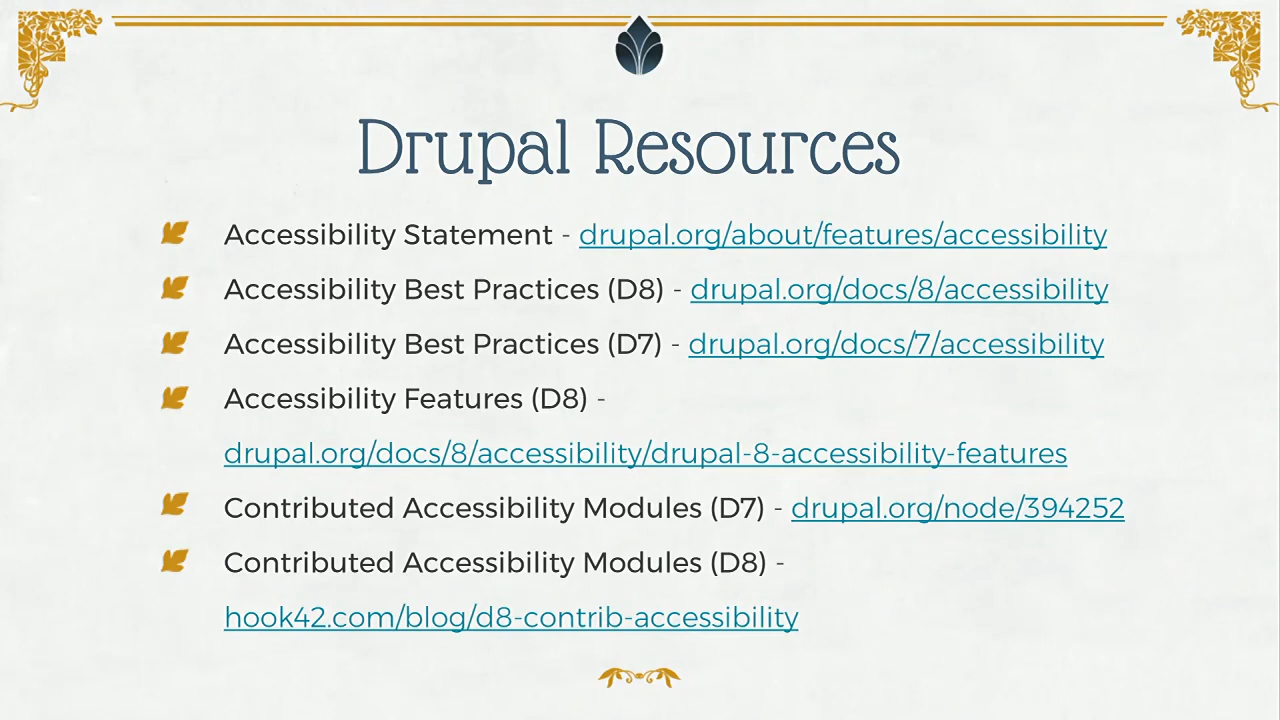 Drupal Resources
Accessibility Statement - drupal.org/about/features/accessibility
Accessibility Best Practices (D8) - drupal.org/docs/8/accessibility
Accessibility Best Practices (D7) - drupal.org/docs/7/accessibility
Accessibility Features (D8) -
drupal.org/docs/8/accessibility/drupal-8-accessibility-features
Contributed Accessibility Modules (D7) - drupal.org/node/394252
Contributed Accessibility Modules (D8) -
hook42.com/blog/d8-contrib-accessibility